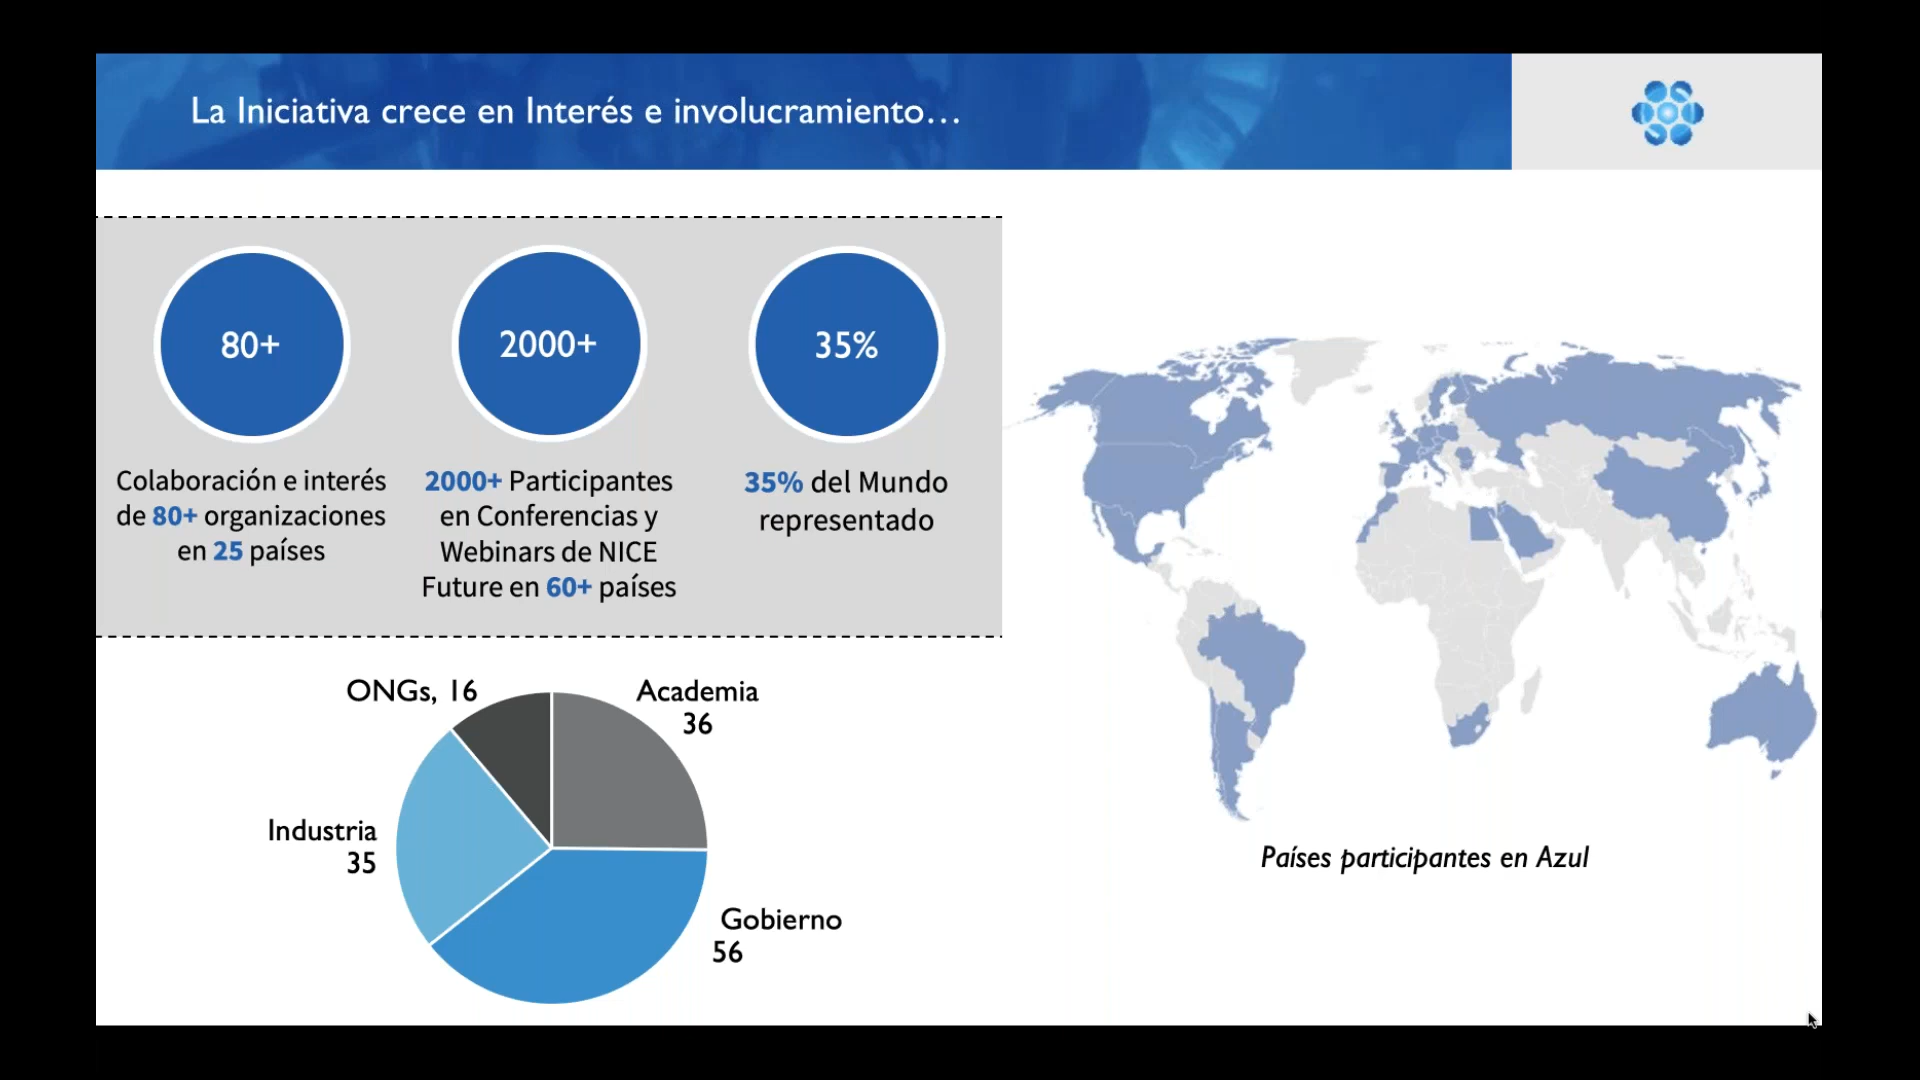 La Iniciativa crece en Interés e involucramiento…
80+
2000+
35%
Colaboración e interés
de 80+ organizaciones
en 25 países
2000+ Participantes
en Conferencias y
Webinars de NICE
Future en 60+ países
35% del Mundo
representado
ONGs, 16
Academia
36
Industria
35
Gobierno
56
Países participantes en Azul